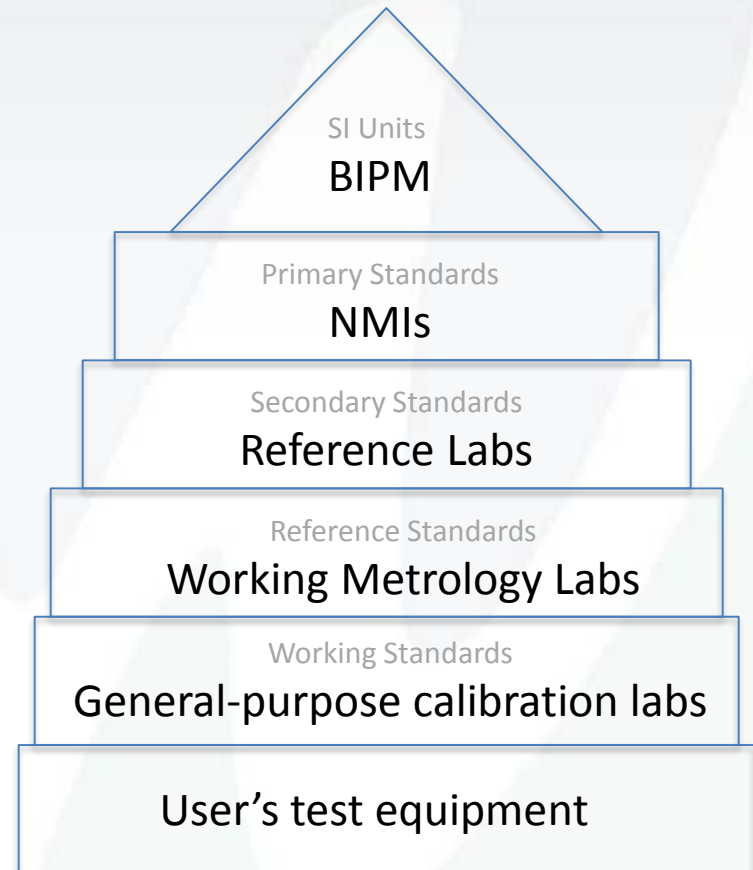 SI Units
BIPM
Primary Standards
NMIs
Secondary Standards
Reference Labs
Reference Standards
Working Metrology Labs
Working Standards
General-purpose calibration labs
User’s test equipment